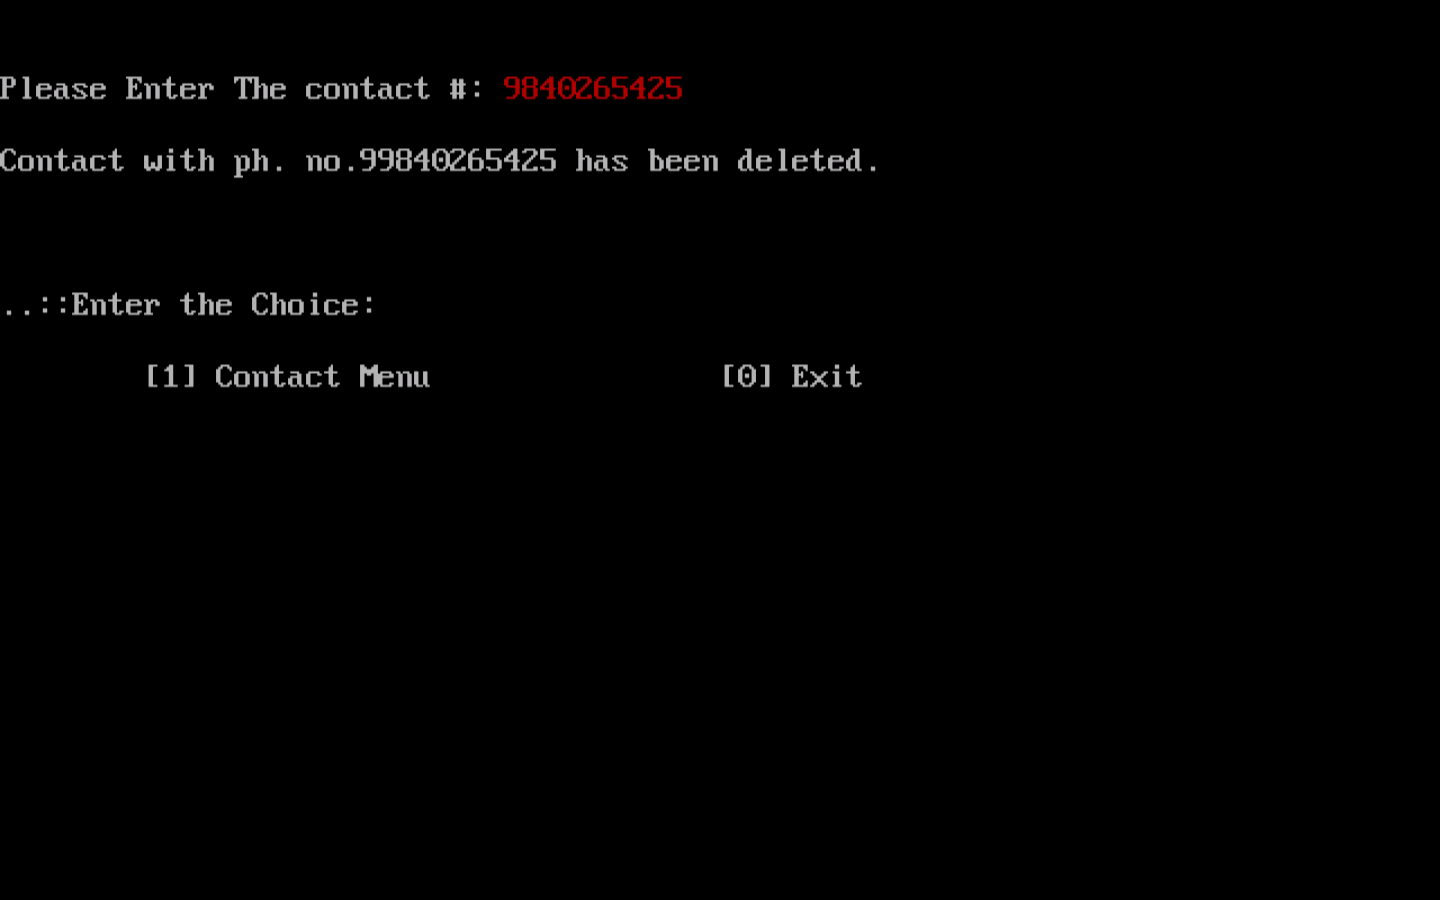 Please Enter The contact #: 9840265425
Contact with ph. no.99840265425 has been deleted.
..::Enter the Choice:
[1] Contact Menu [0] Exit